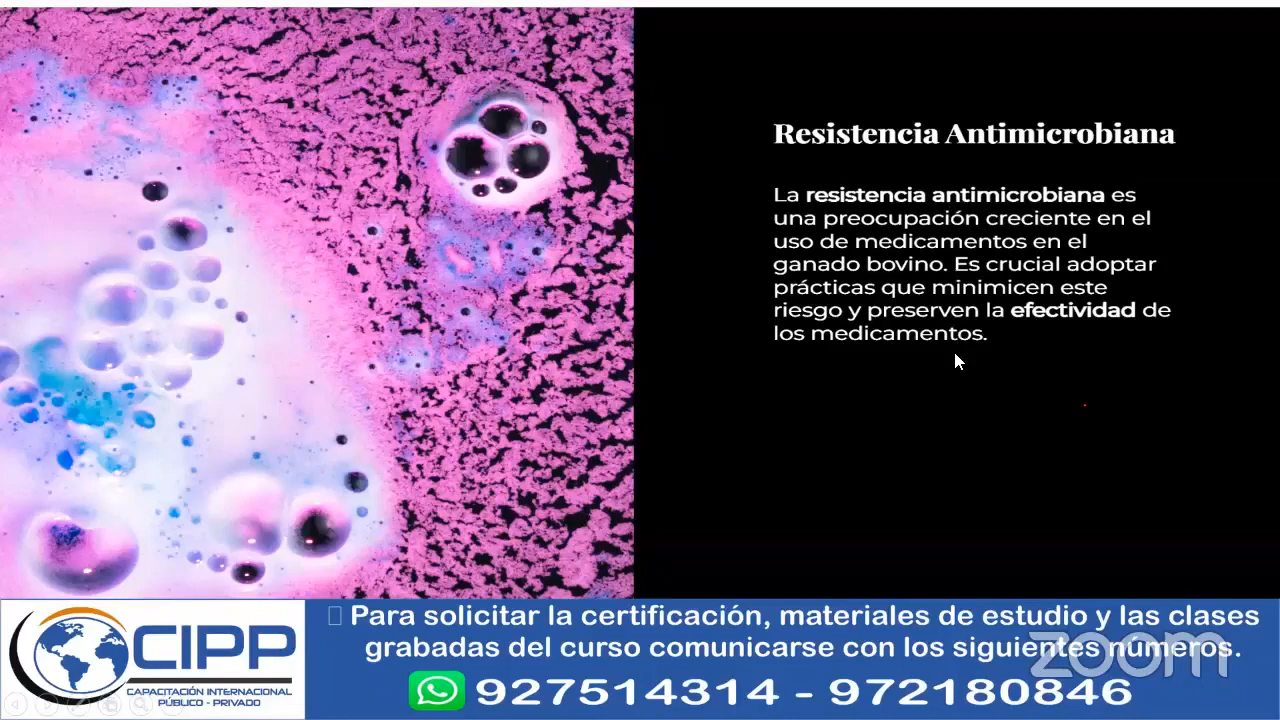 Resistencia Antimicrobiana
La resistencia antimicrobiana es
una preocupación creciente en el
uso de medicamentos en el
ganado bovino. Es crucial adoptar
prácticas que minimicen este
riesgo y preserven la efectividad de
los medicamentos.
Para solicitar la certificación, materiales de estudio y las clases
grabadas del curso comunicarse con los siguientes números.
927514314 - 972180846
zoom
CIPP
CAPACITACIÓN INTERNACIONAL
PÚBLICO - PRIVADO